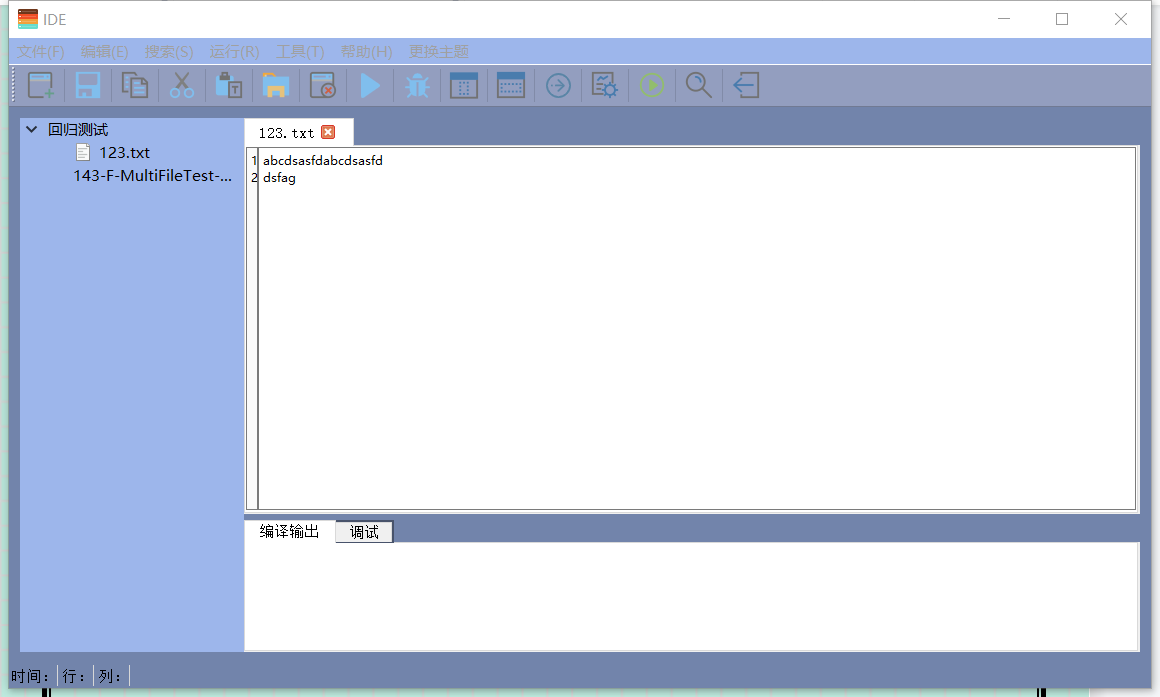 IDE
文件(F) 编辑(E) 搜索(S) 运行(R) 工具(T) 帮助(H) 更换主题
回归测试
123.txt
143-F-MultiFileTest-...
123.txt
1 abcdsasfdabcdsasfd
2 dsfag
编译输出 调试
时间: 行: 列: